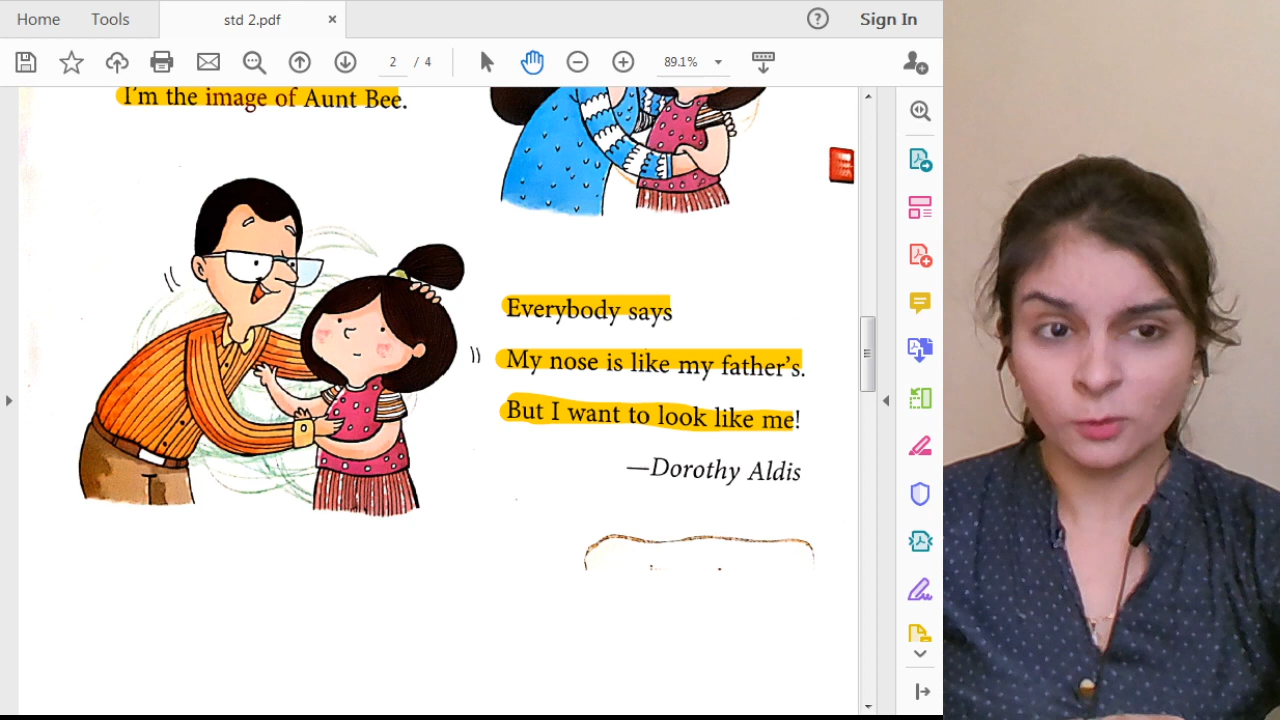 Home Tools std 2.pdf × ? Sign In
2 / 4 89.1%
I'm the image of Aunt Bee.
Everybody says
My nose is like my father's.
But I want to look like me!
—Dorothy Aldis